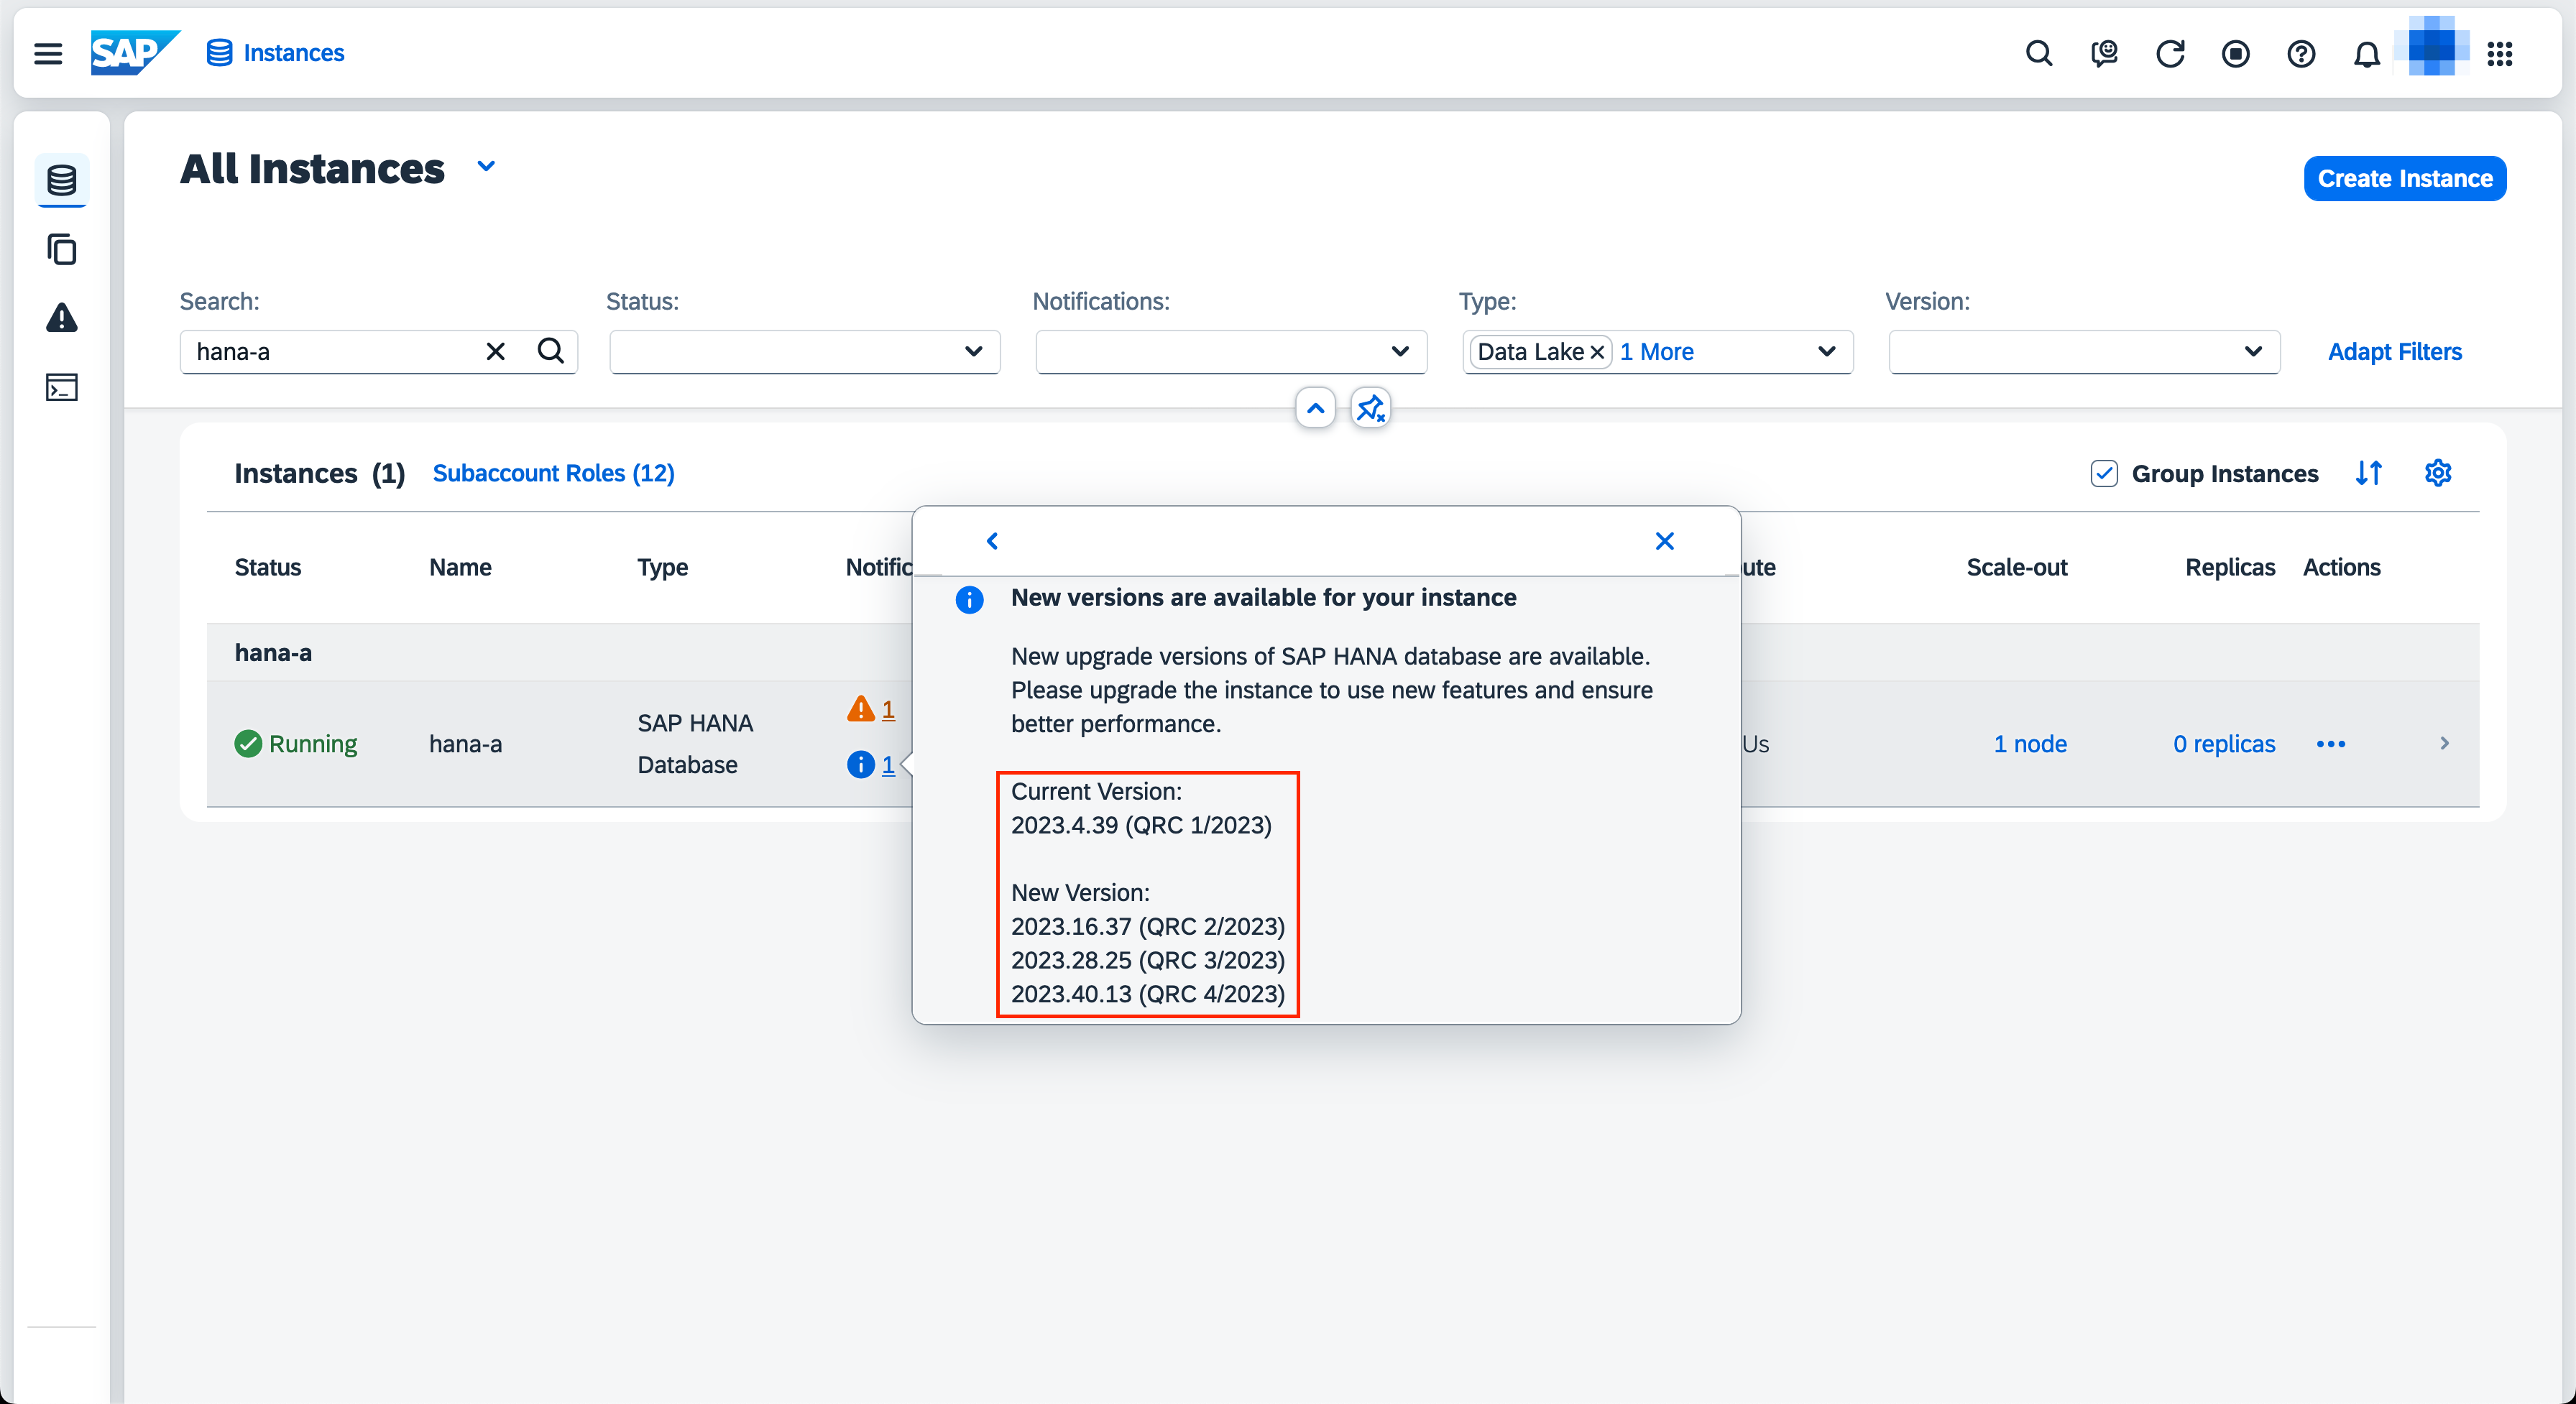 SAP Instances
All Instances
Create Instance
Search:
Status:
Notifications:
Type:
Version:
hana-a
Data Lake 1 More
Adapt Filters
Instances (1) Subaccount Roles (12)
Group Instances
Status Name Type Notific ute Scale-out Replicas Actions
hana-a
Running hana-a SAP HANA
Database
1
1
Us 1 node 0 replicas
New versions are available for your instance
New upgrade versions of SAP HANA database are available.
Please upgrade the instance to use new features and ensure
better performance.
Current Version:
2023.4.39 (QRC 1/2023)
New Version:
2023.16.37 (QRC 2/2023)
2023.28.25 (QRC 3/2023)
2023.40.13 (QRC 4/2023)